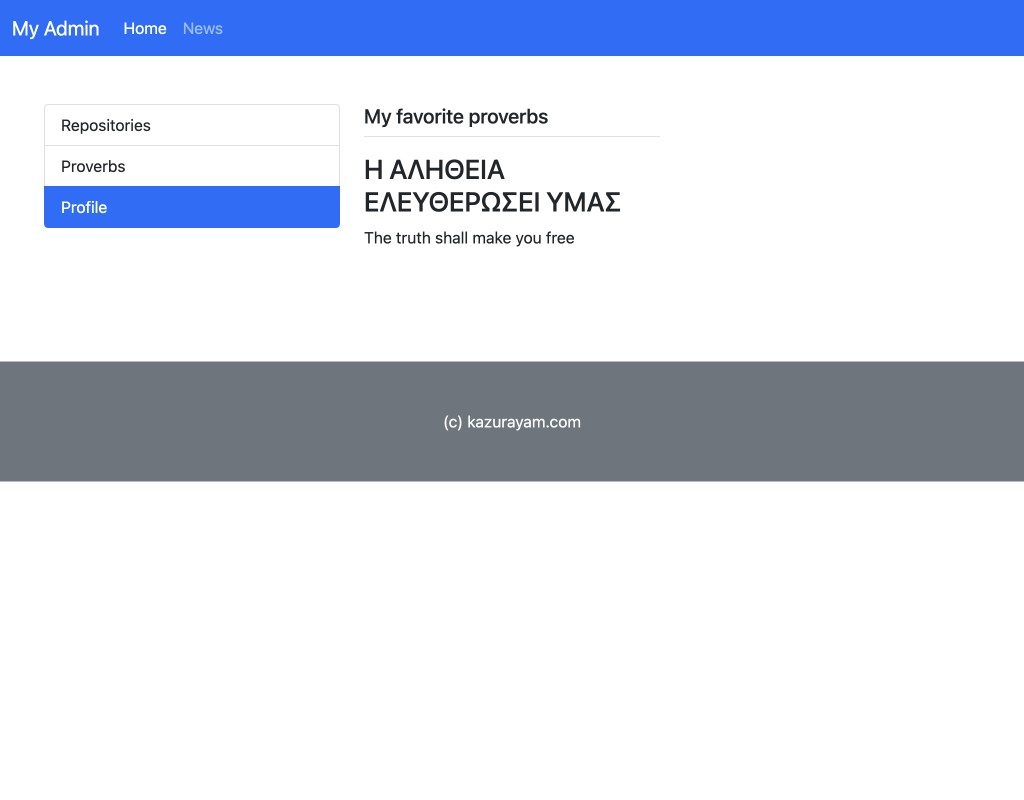 My Admin Home News
Repositories
Proverbs
Profile
My favorite proverbs
Η ΑΛΗΘΕΙΑ
ΕΛΕΥΘΕΡΩΣΕΙ ΥΜΑΣ
The truth shall make you free
(c) kazurayam.com